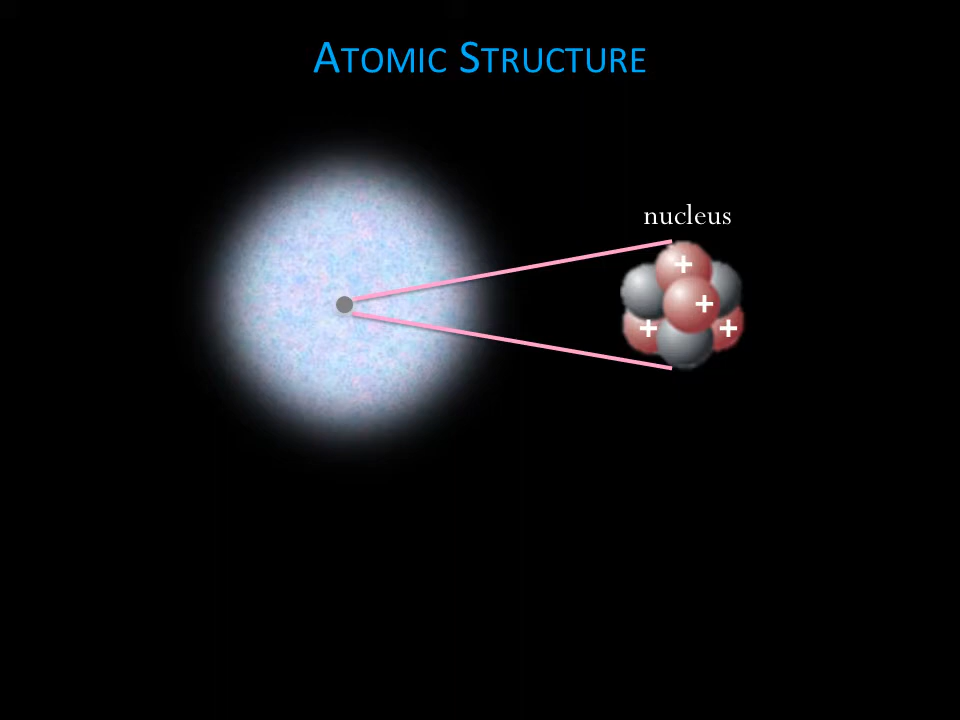 ATOMIC STRUCTURE
nucleus
+
+
+ +